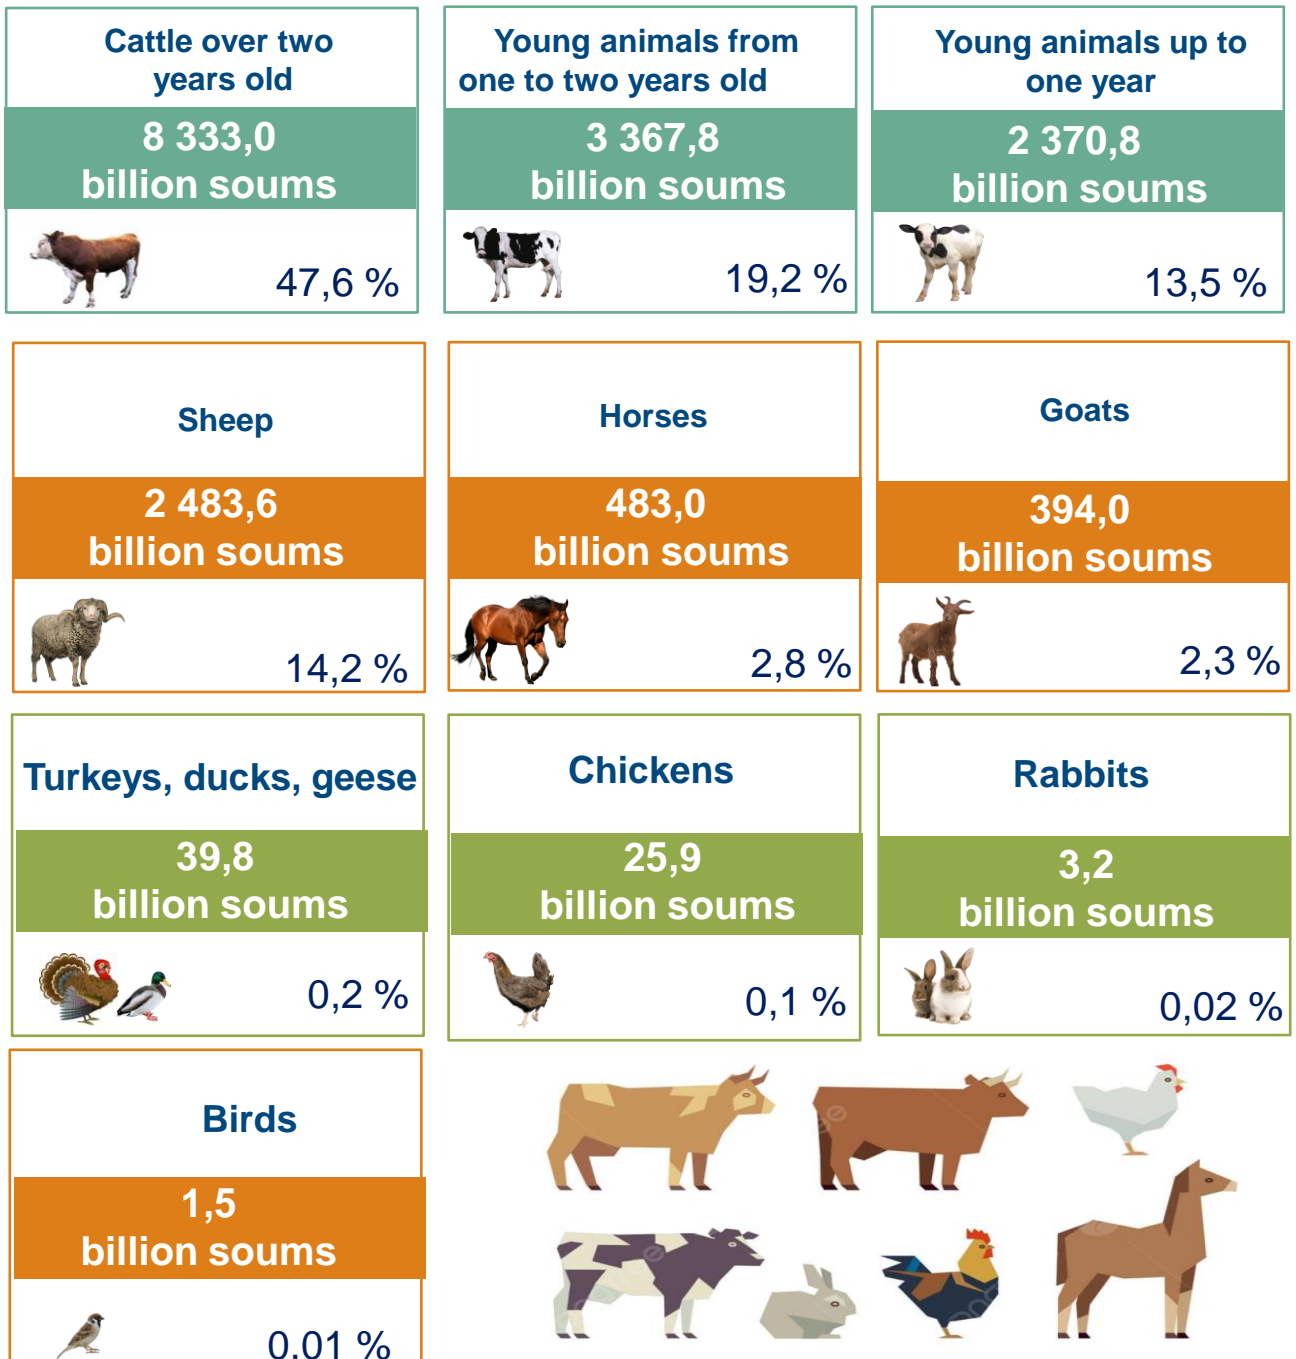 Cattle over two
years old
8 333,0
billion soums
47,6 %
Young animals from
one to two years old
3 367,8
billion soums
19,2 %
Young animals up to
one year
2 370,8
billion soums
13,5 %
Sheep
2 483,6
billion soums
14,2 %
Horses
483,0
billion soums
2,8 %
Goats
394,0
billion soums
2,3 %
Turkeys, ducks, geese
39,8
billion soums
0,2 %
Chickens
25,9
billion soums
0,1 %
Rabbits
3,2
billion soums
0,02 %
Birds
1,5
billion soums
0,01 %